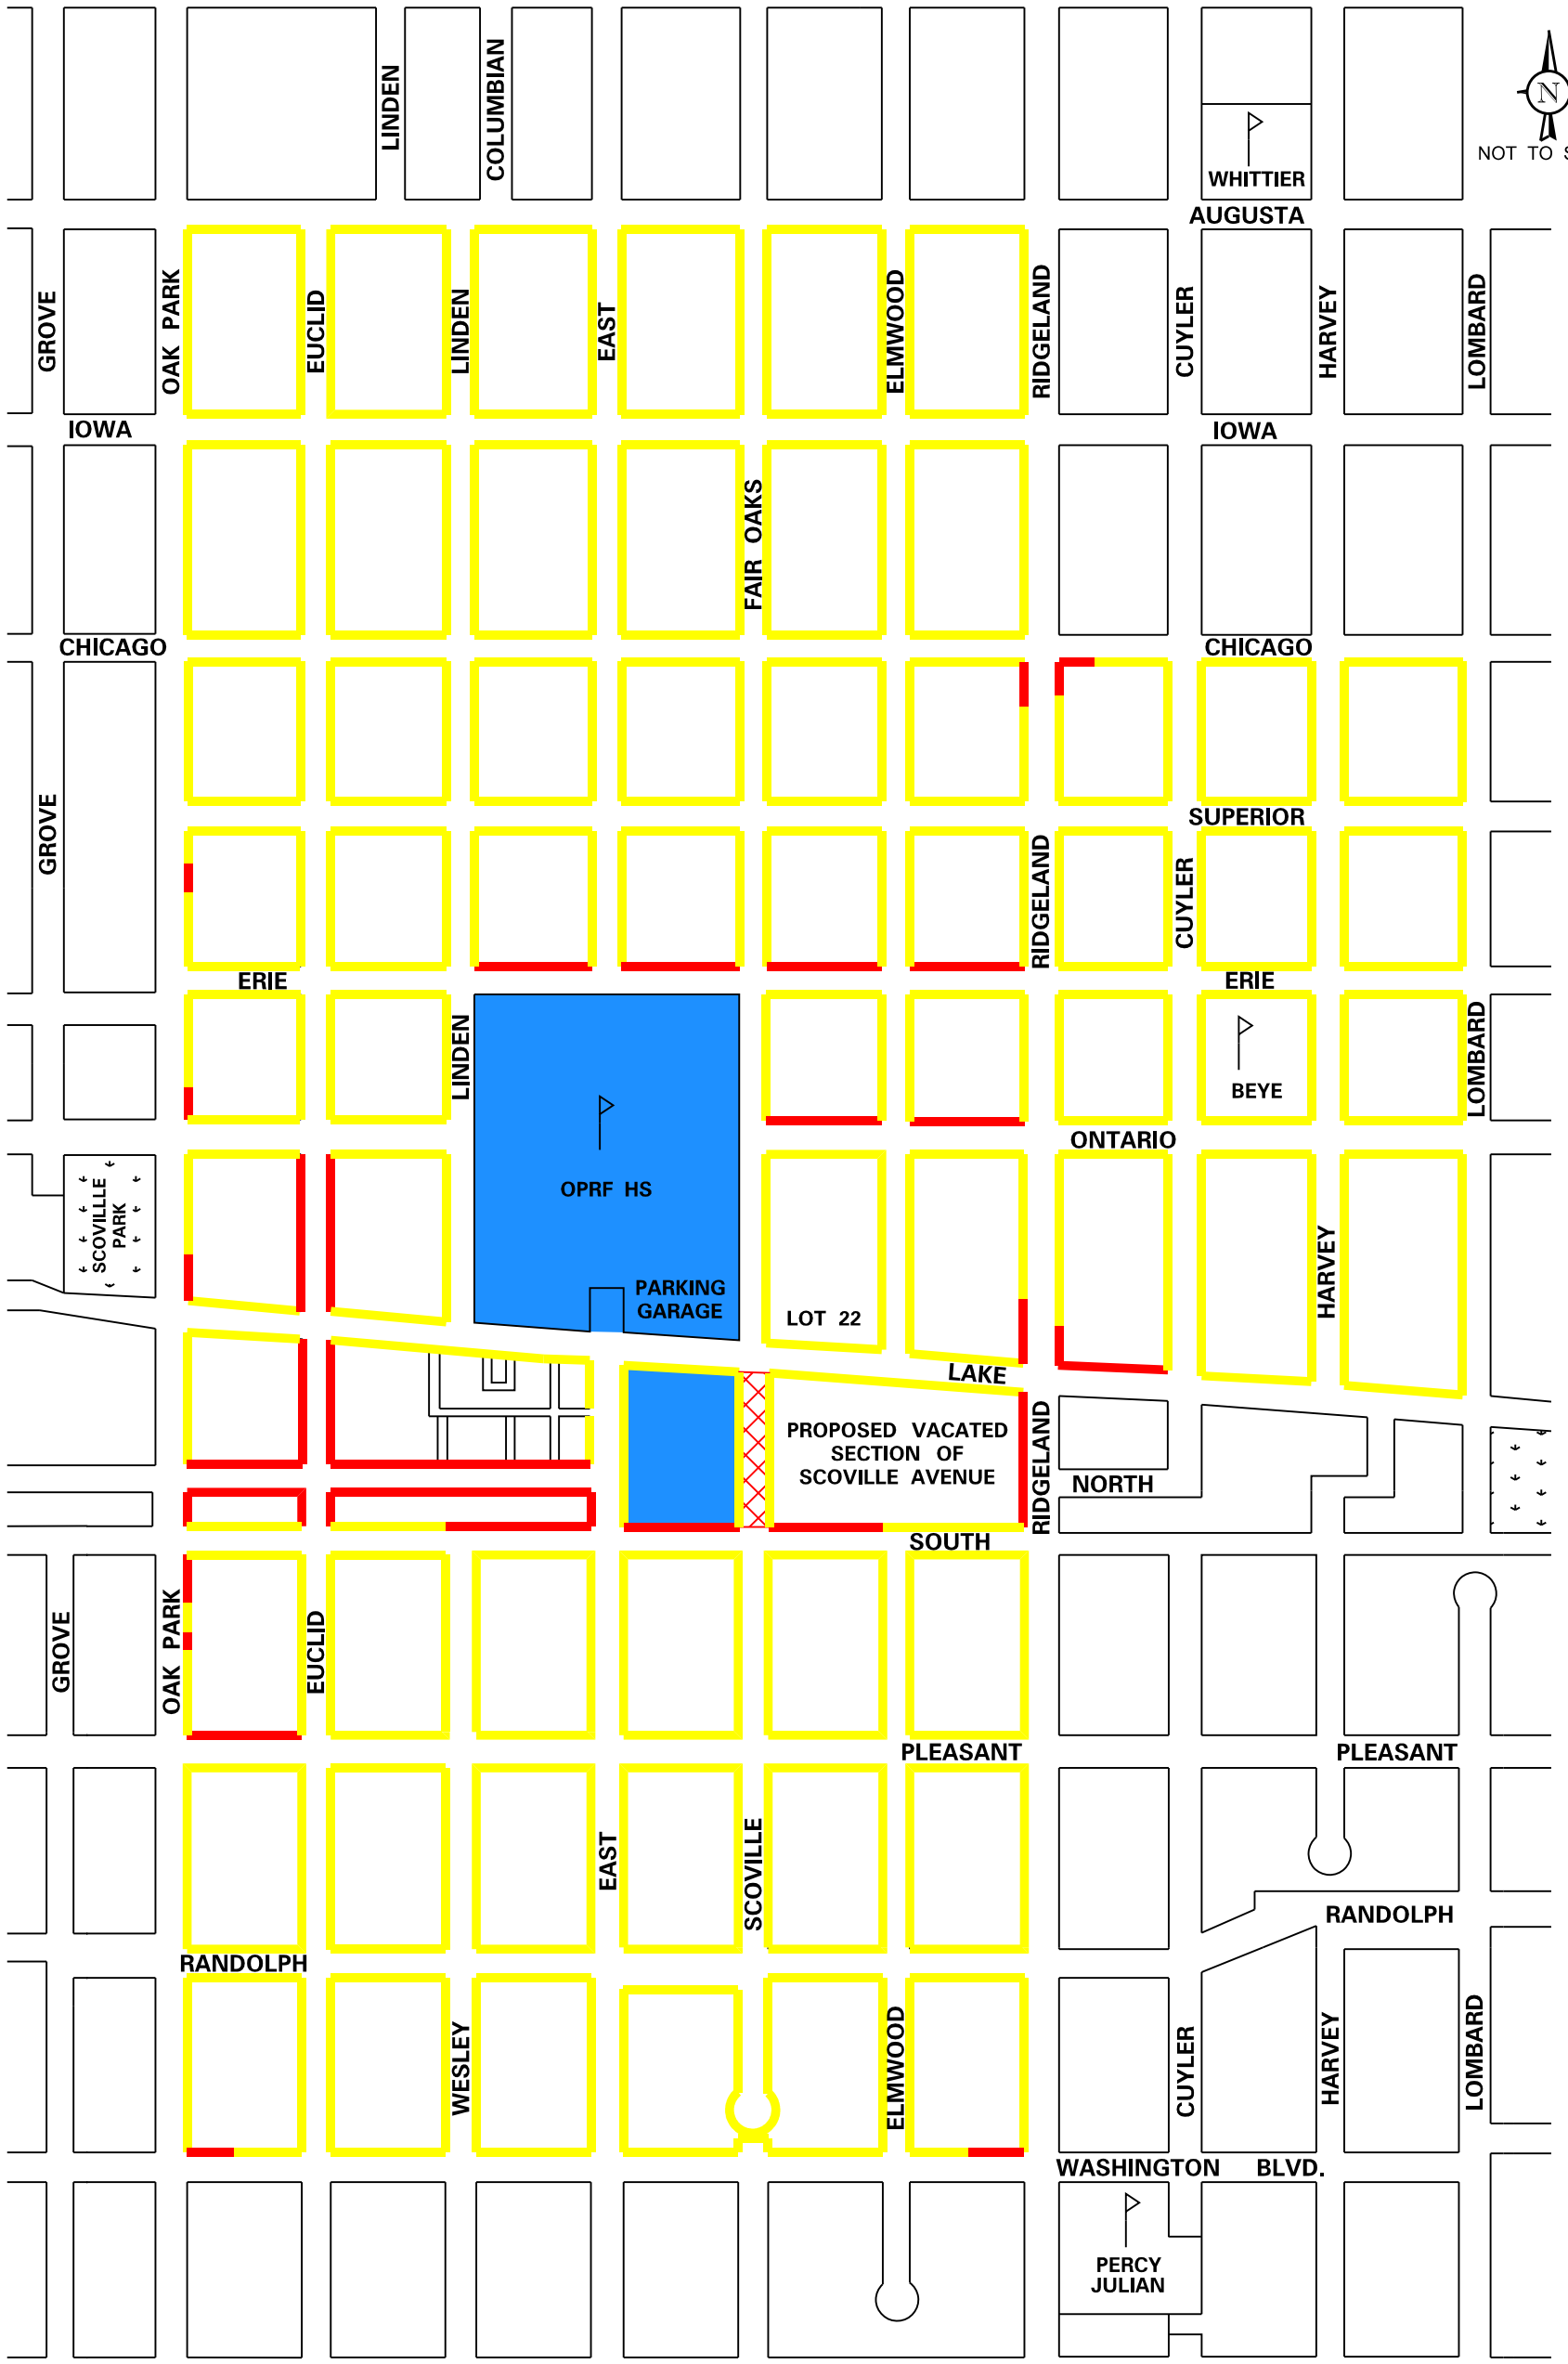 LINDEN
COLUMBIAN
N
NOT TO S
WHITTIER
AUGUSTA
GROVE
OAK PARK
EUCLID
LINDEN
EAST
ELMWOOD
RIDGELAND
CUYLER
HARVEY
LOMBARD
IOWA
IOWA
FAIR OAKS
CHICAGO
CHICAGO
GROVE
SUPERIOR
RIDGELAND
CUYLER
ERIE
ERIE
LINDEN
LOMBARD
BEYE
ONTARIO
SCOVILLLE
PARK
OPRF HS
HARVEY
PARKING
GARAGE
LOT 22
LAKE
PROPOSED VACATED
SECTION OF
SCOVILLE AVENUE
RIDGELAND
NORTH
SOUTH
GROVE
OAK PARK
EUCLID
PLEASANT
PLEASANT
EAST
SCOVILLE
RANDOLPH
RANDOLPH
WESLEY
ELMWOOD
CUYLER
HARVEY
LOMBARD
WASHINGTON BLVD.
PERCY
JULIAN